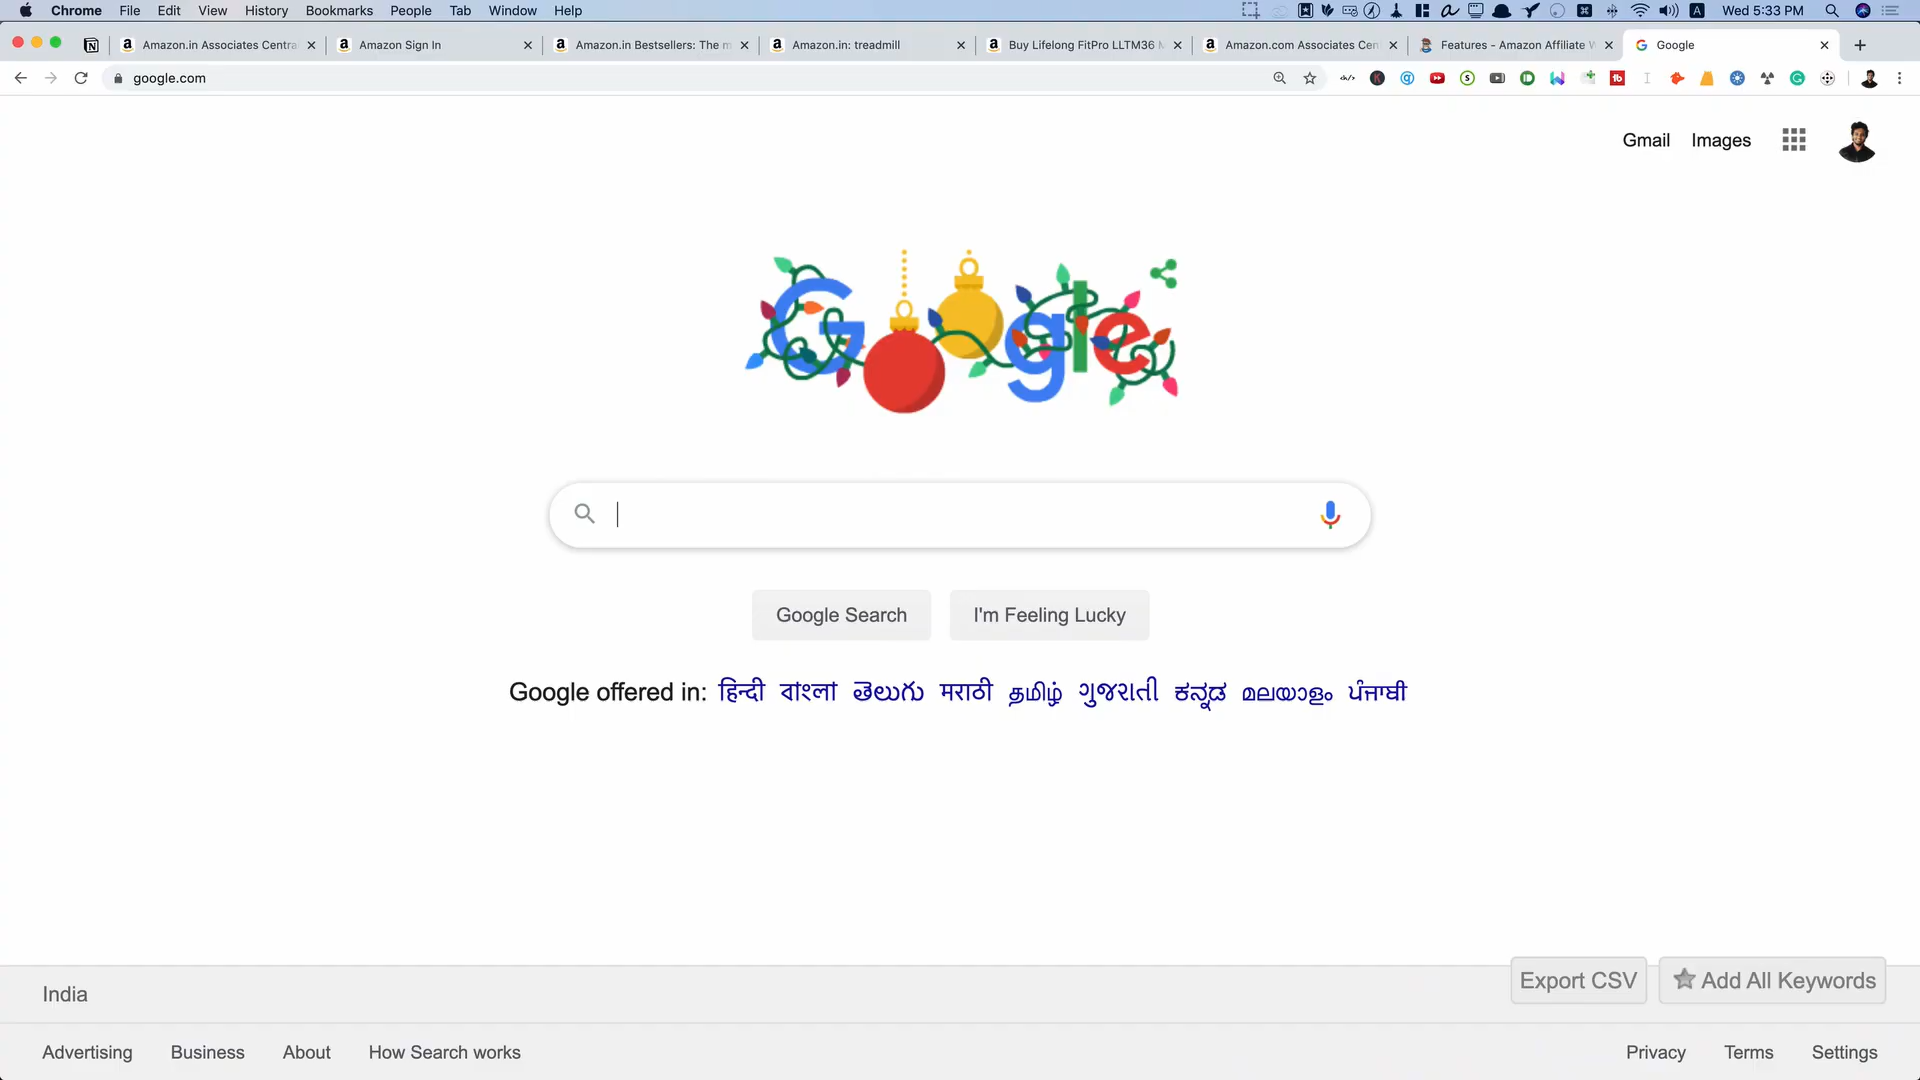 Chrome File Edit View History Bookmarks People Tab Window Help Wed 5:33 PM
Amazon.in Associates Centra Amazon Sign In Amazon.in Bestsellers: The m Amazon.in: treadmill Buy Lifelong FitPro LLTM36 Amazon.com Associates Cen Features - Amazon Affiliate Google
google.com
Gmail Images
Google
Google Search I'm Feeling Lucky
Google offered in: हिन्दी বাংলা తెలుగు मराठी தமிழ் ગુજરાતી ಕನ್ನಡ മലയാളം ਪੰਜਾਬੀ
Export CSV Add All Keywords
India
Advertising Business About How Search works Privacy Terms Settings